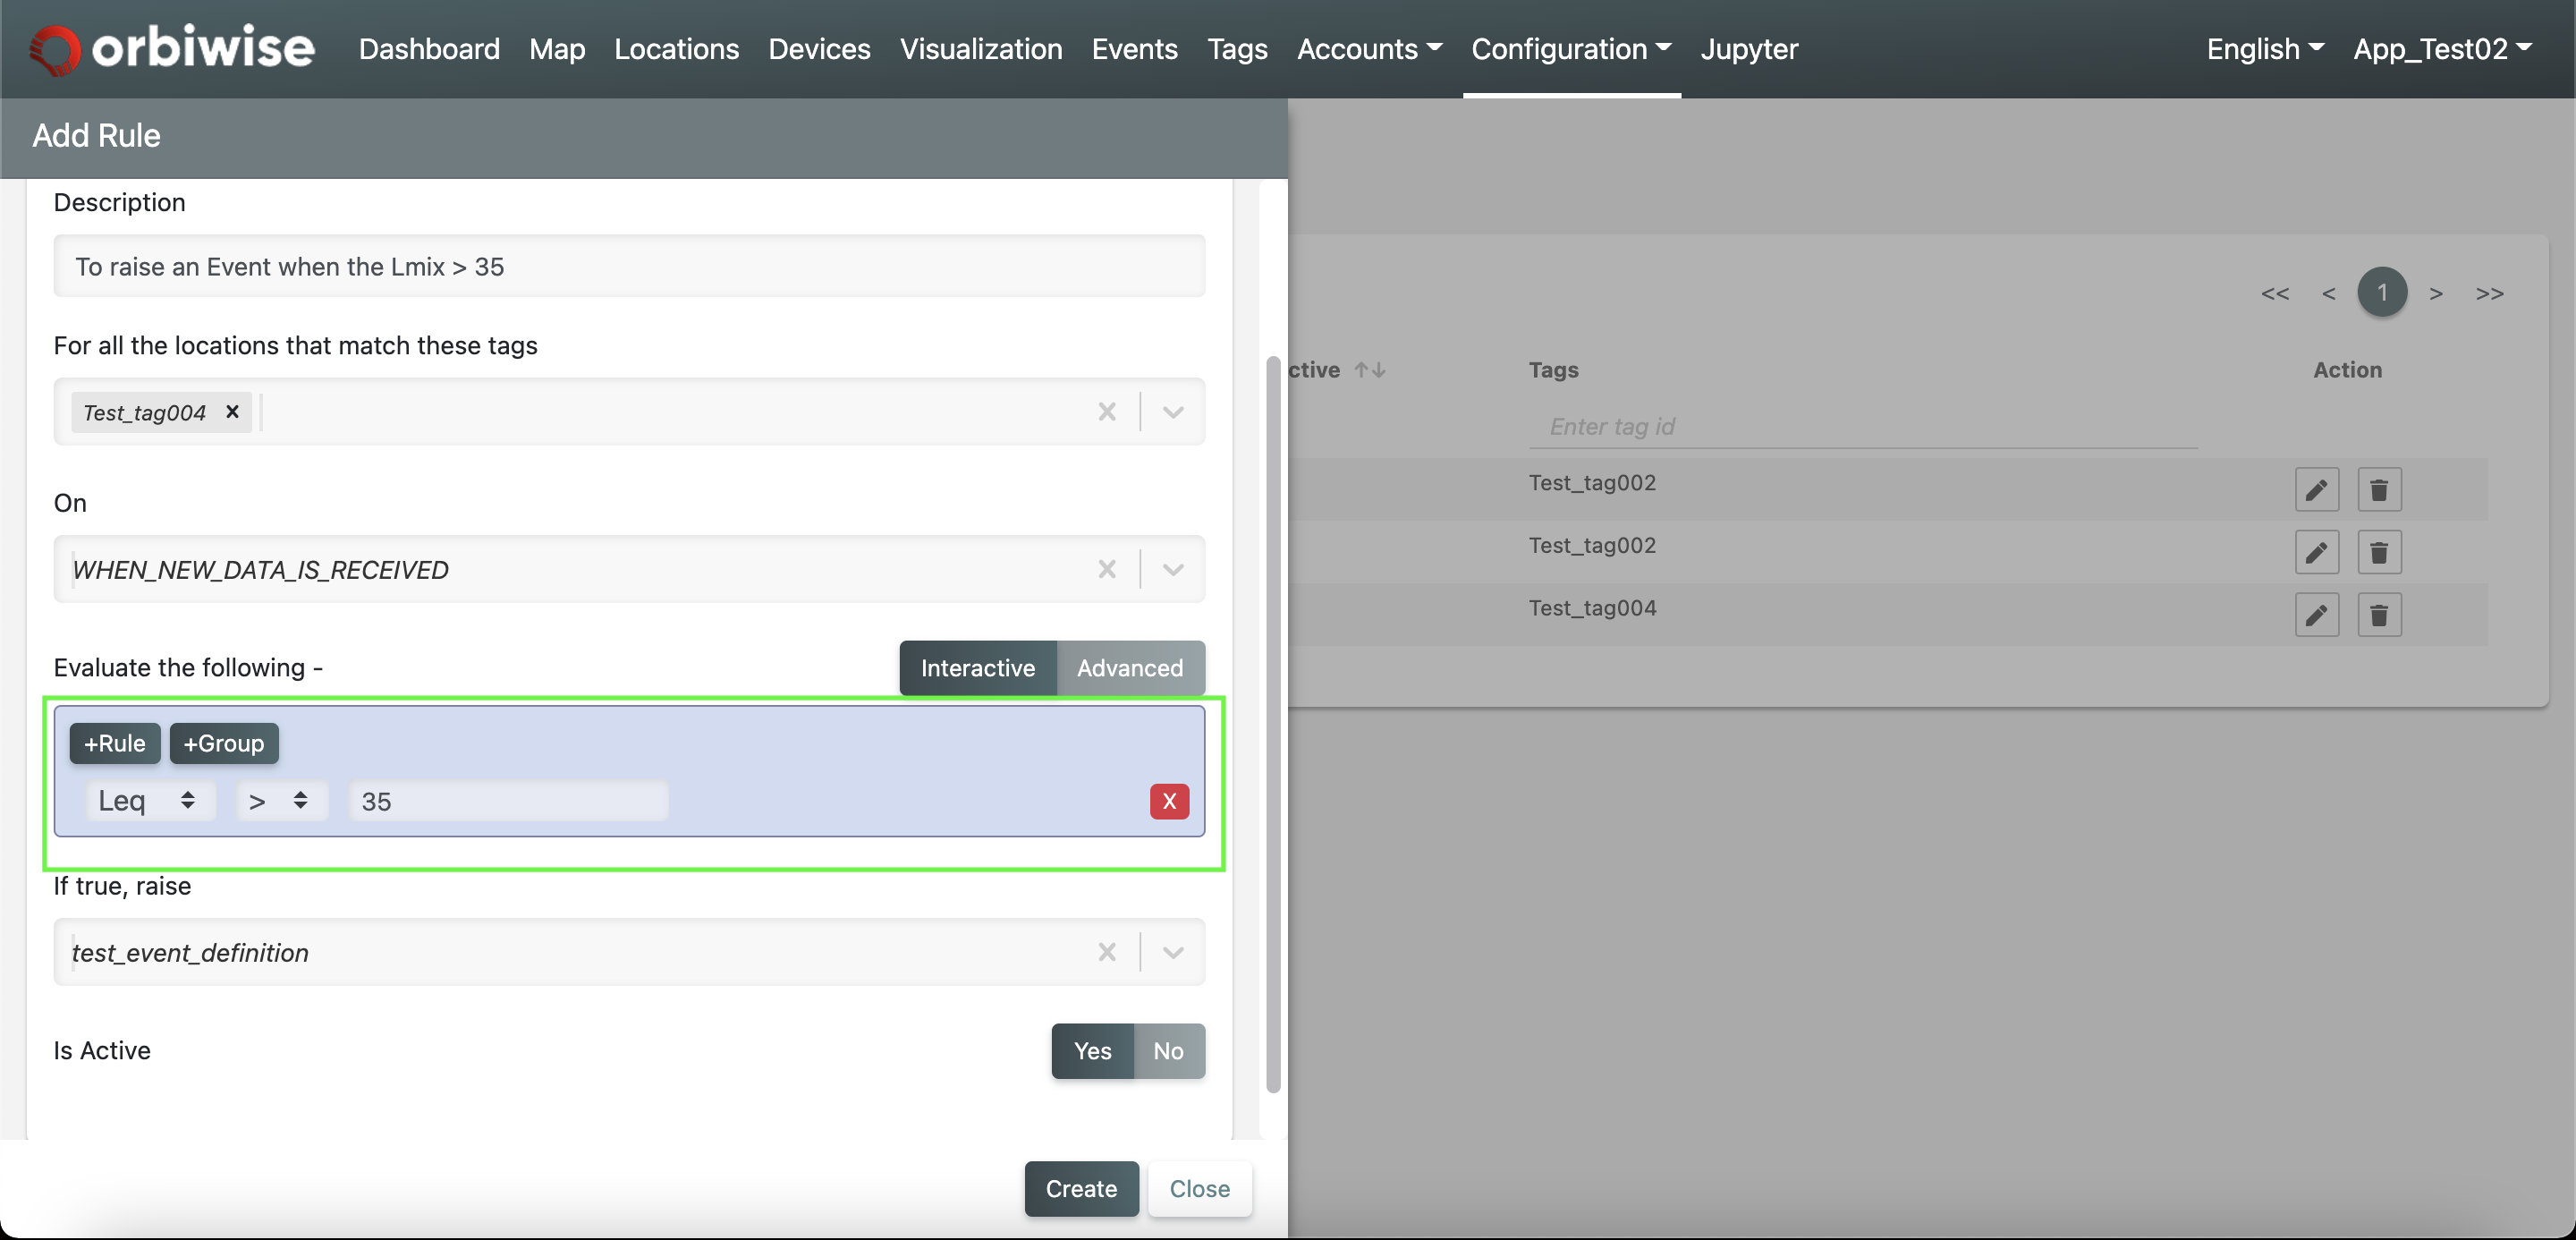 orbiwise Dashboard Map Locations Devices Visualization Events Tags Accounts Configuration Jupyter English App_Test02
Add Rule
Description
To raise an Event when the Lmix > 35
For all the locations that match these tags
Test_tag004 ×
On
WHEN_NEW_DATA_IS_RECEIVED
Evaluate the following -
Interactive Advanced
+Rule +Group
Leq > 35 X
If true, raise
test_event_definition
Is Active
Yes No
Create Close
<< < 1 > >>
ctive Tags Action
Enter tag id
Test_tag002
Test_tag002
Test_tag004